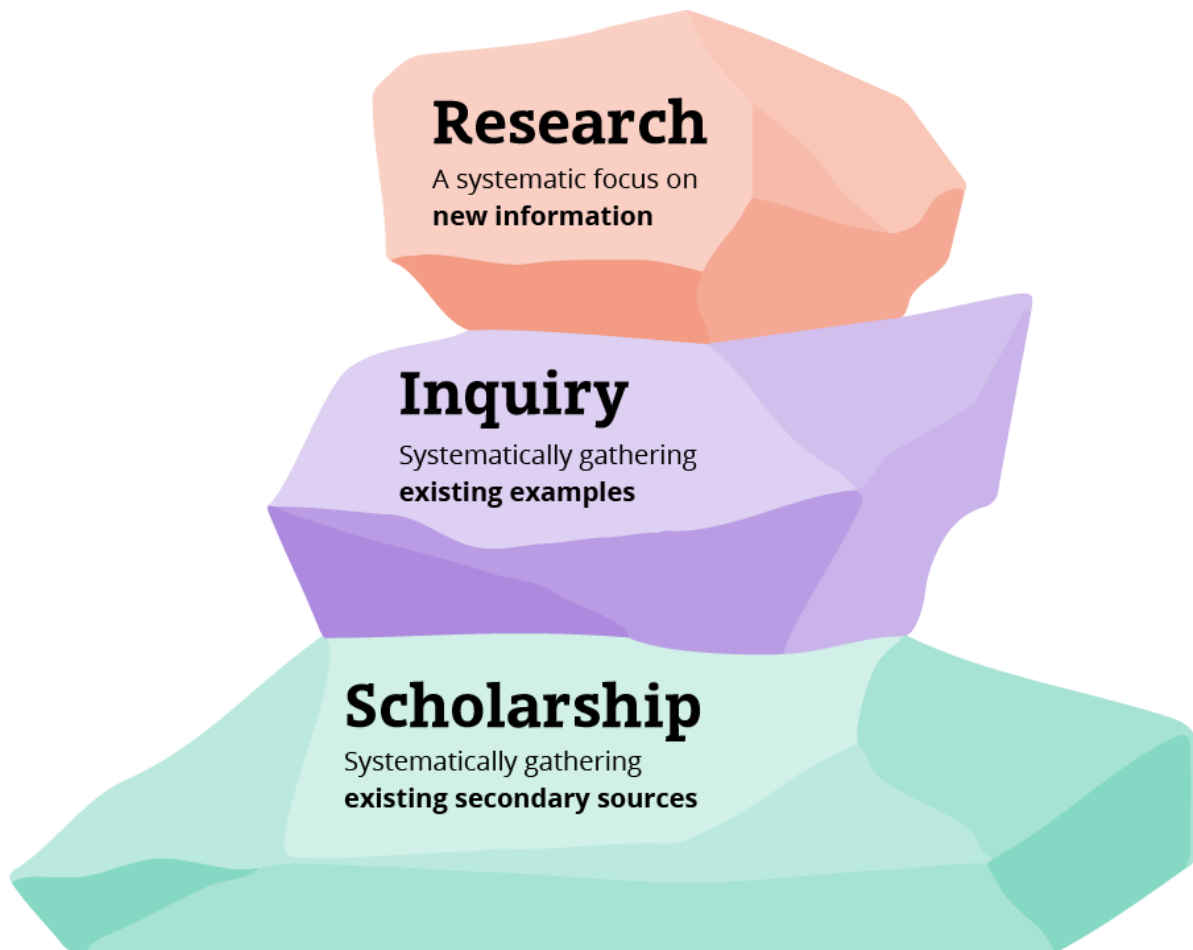 Research
A systematic focus on
new information
Inquiry
Systematically gathering
existing examples
Scholarship
Systematically gathering
existing secondary sources